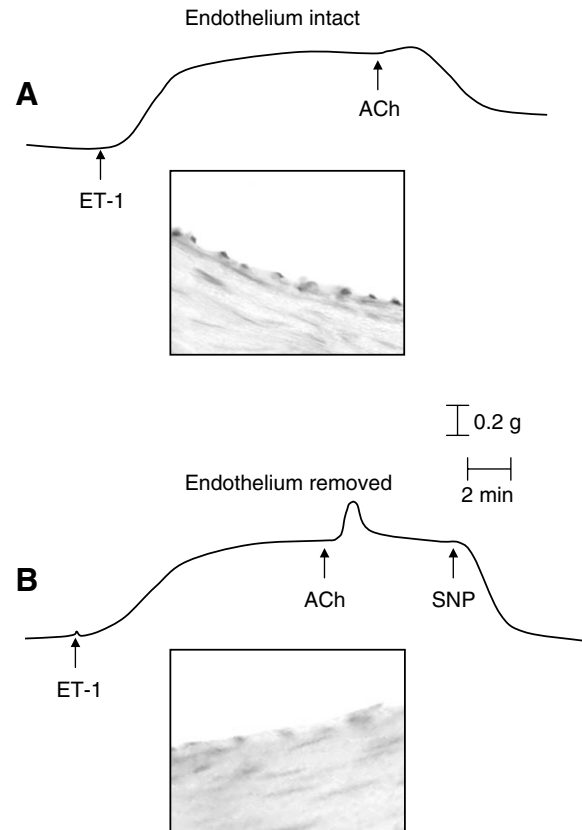 Endothelium intact
A
ACh
ET-1
0.2 g
2 min
Endothelium removed
B
ACh
SNP
ET-1